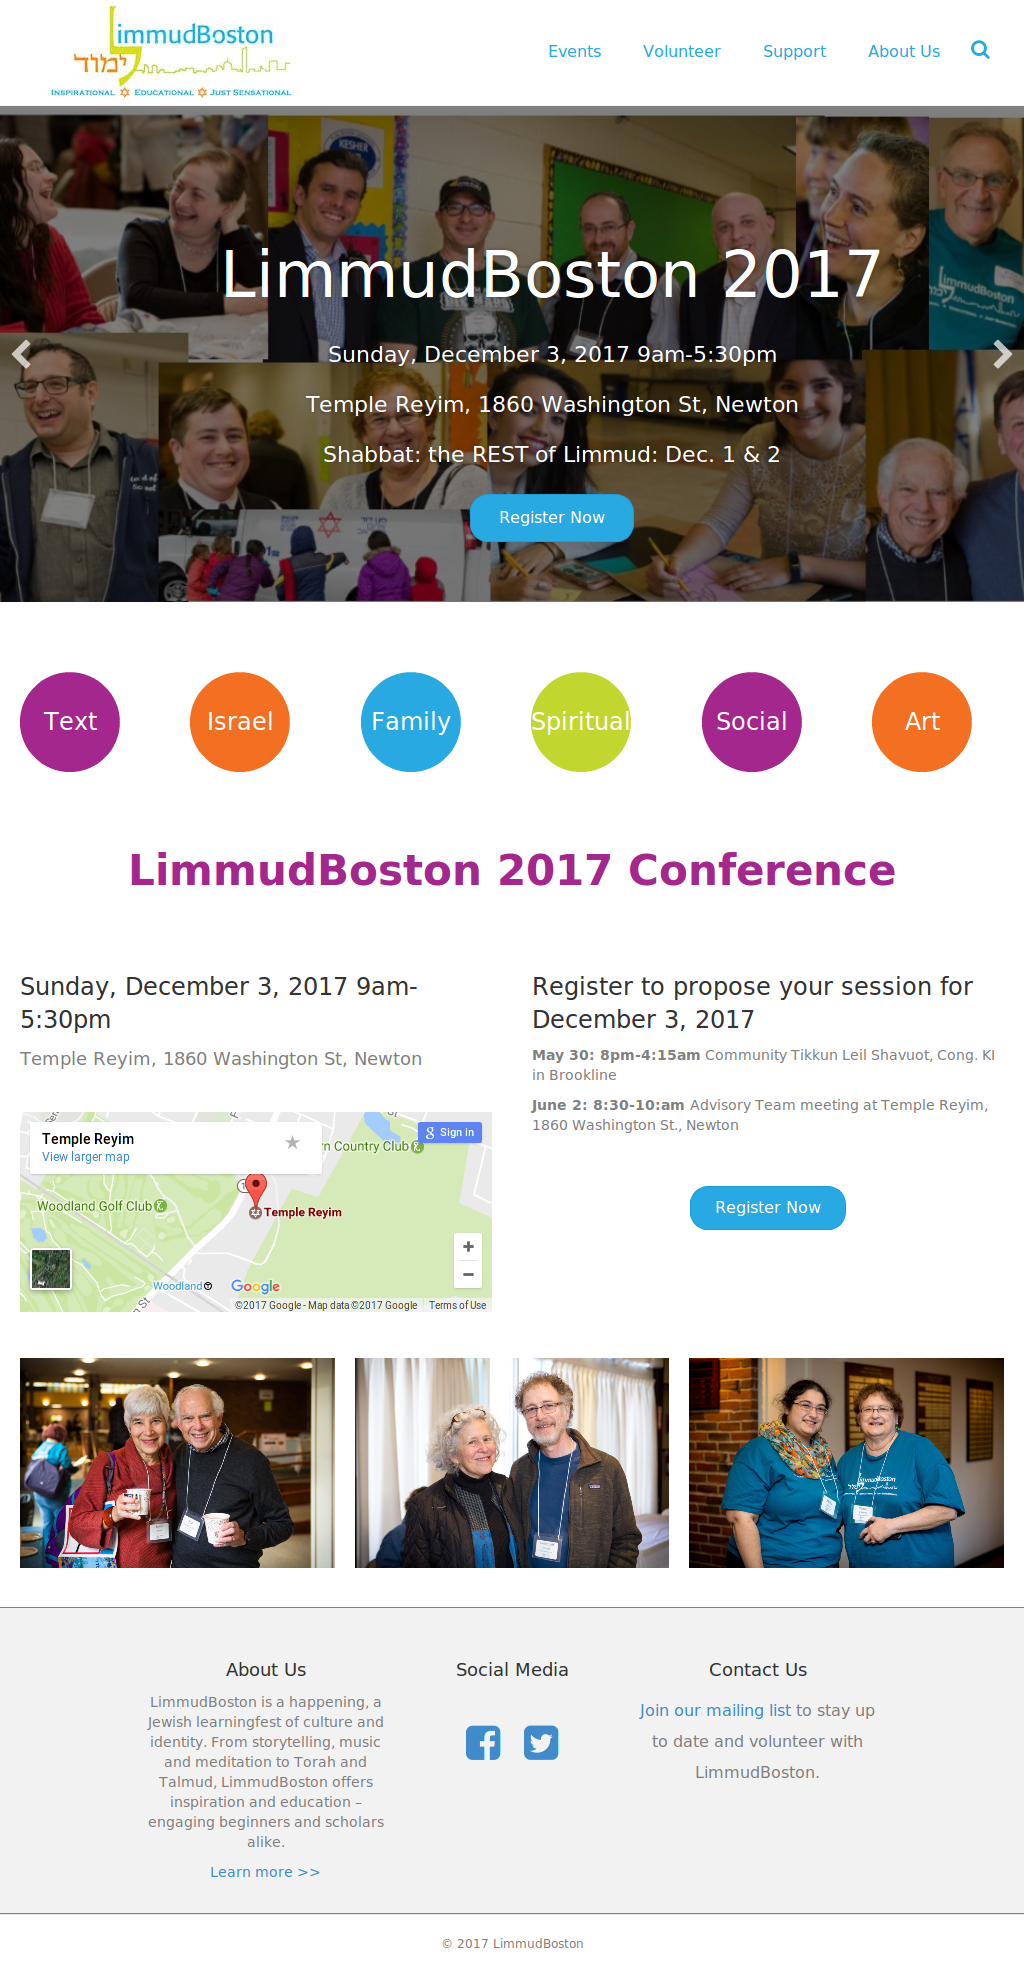 immudBoston
לימוד
INSPIRATIONAL ✡ EDUCATIONAL ✡ JUST SENSATIONAL
Events Volunteer Support About Us
KESHER
immudBoston
LimmudBoston 2017
Sunday, December 3, 2017 9am-5:30pm
Temple Reyim, 1860 Washington St, Newton
Shabbat: the REST of Limmud: Dec. 1 & 2
Register Now
Text Israel Family Spiritual Social Art
LimmudBoston 2017 Conference
Sunday, December 3, 2017 9am-
5:30pm
Temple Reyim, 1860 Washington St, Newton
Temple Reyim
View larger map
Sign in
rn Country Club
Woodland Golf Club
Temple Reyim
Woodland
Google
n St
©2017 Google - Map data ©2017 Google Terms of Use
Register to propose your session for
December 3, 2017
May 30: 8pm-4:15am Community Tikkun Leil Shavuot, Cong. KI
in Brookline
June 2: 8:30-10:am Advisory Team meeting at Temple Reyim,
1860 Washington St., Newton
Register Now
immudBoston
About Us
LimmudBoston is a happening, a
Jewish learningfest of culture and
identity. From storytelling, music
and meditation to Torah and
Talmud, LimmudBoston offers
inspiration and education –
engaging beginners and scholars
alike.
Learn more >>
Social Media
Contact Us
Join our mailing list to stay up
to date and volunteer with
LimmudBoston.
© 2017 LimmudBoston